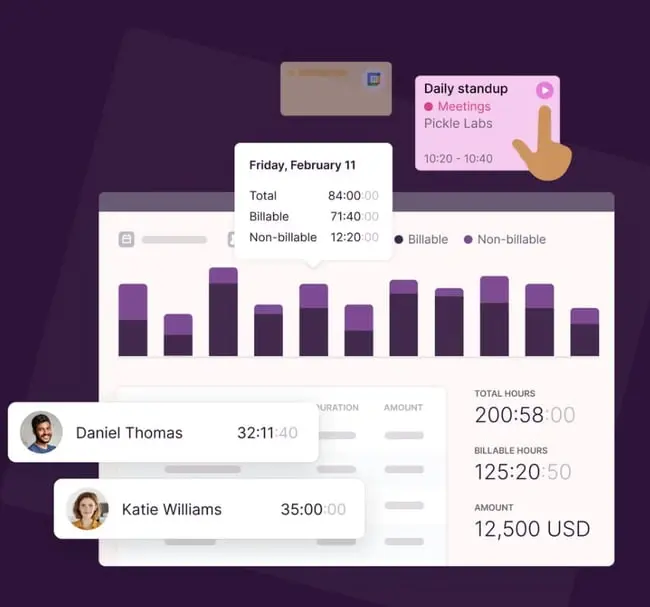 Daily standup
Meetings
Pickle Labs
10:20 - 10:40
Friday, February 11
Total 84:00:00
Billable 71:40:00
Non-billable 12:20:00
Billable Non-billable
DURATION AMOUNT
Daniel Thomas 32:11:40
Katie Williams 35:00:00
TOTAL HOURS
200:58:00
BILLABLE HOURS
125:20:50
AMOUNT
12,500 USD